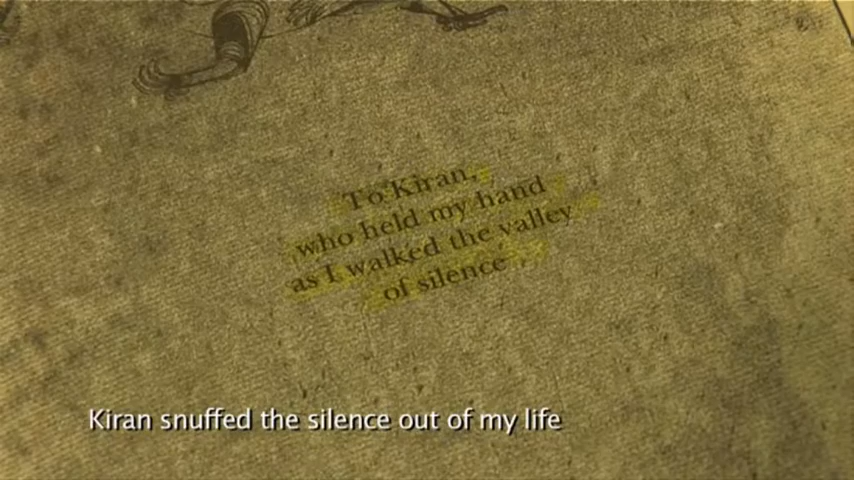 To Kiran,
who held my hand
as I walked the valley
of silence
Kiran snuffed the silence out of my life